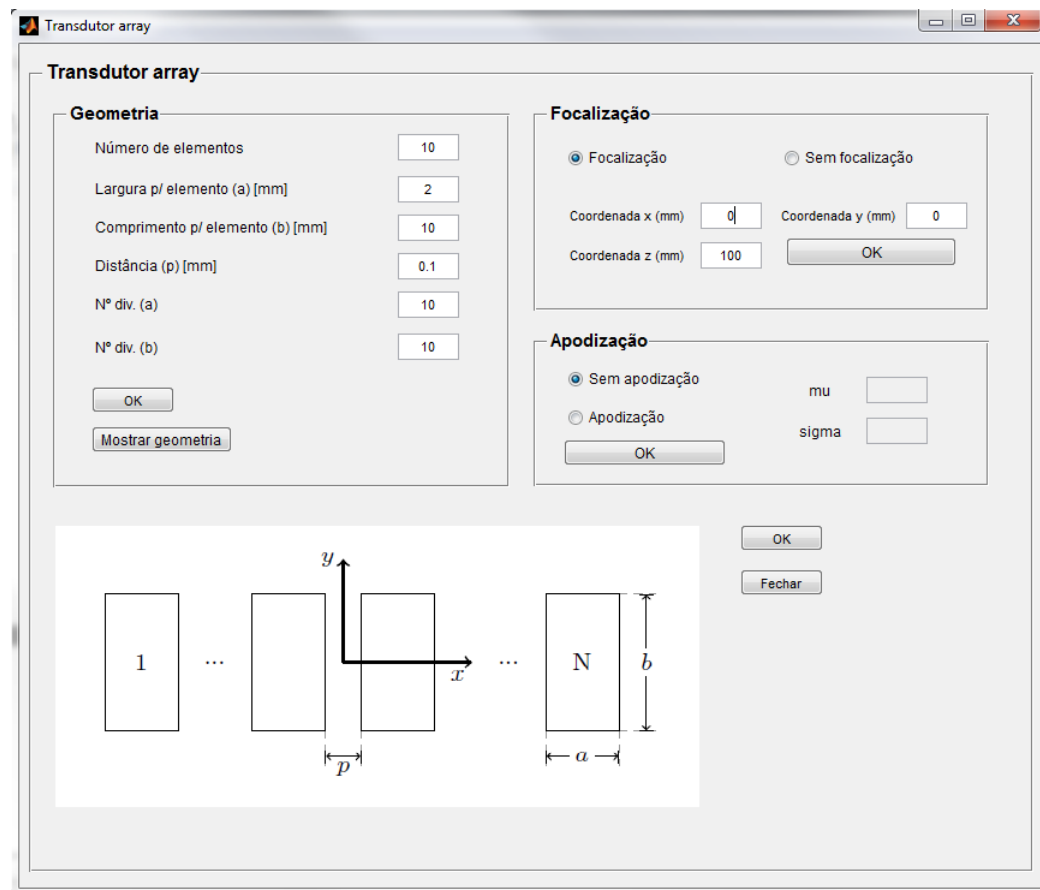 Transdutor array
Transdutor array
Geometria
Número de elementos 10
Largura p/ elemento (a) [mm] 2
Comprimento p/ elemento (b) [mm] 10
Distância (p) [mm] 0.1
Nº div. (a) 10
Nº div. (b) 10
OK
Mostrar geometria
Focalização
Focalização Sem focalização
Coordenada x (mm) 0 Coordenada y (mm) 0
Coordenada z (mm) 100 OK
Apodização
Sem apodização mu
Apodização sigma
OK
y
1 ... x ... N b
p a
OK
Fechar